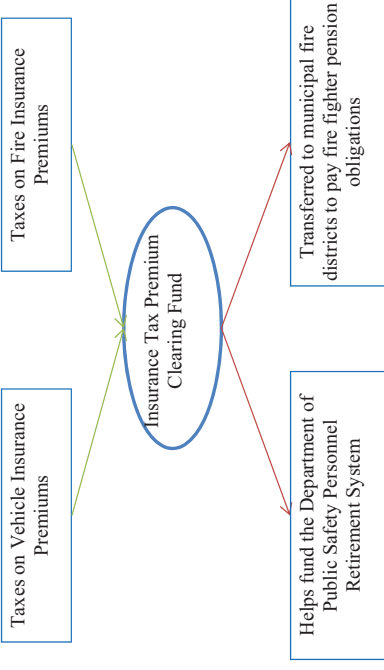 Taxes on Vehicle Insurance
Premiums
Taxes on Fire Insurance
Premiums
Insurance Tax Premium
Clearing Fund
Helps fund the Department of
Public Safety Personnel
Retirement System
Transferred to municipal fire
districts to pay fire fighter pension
obligations